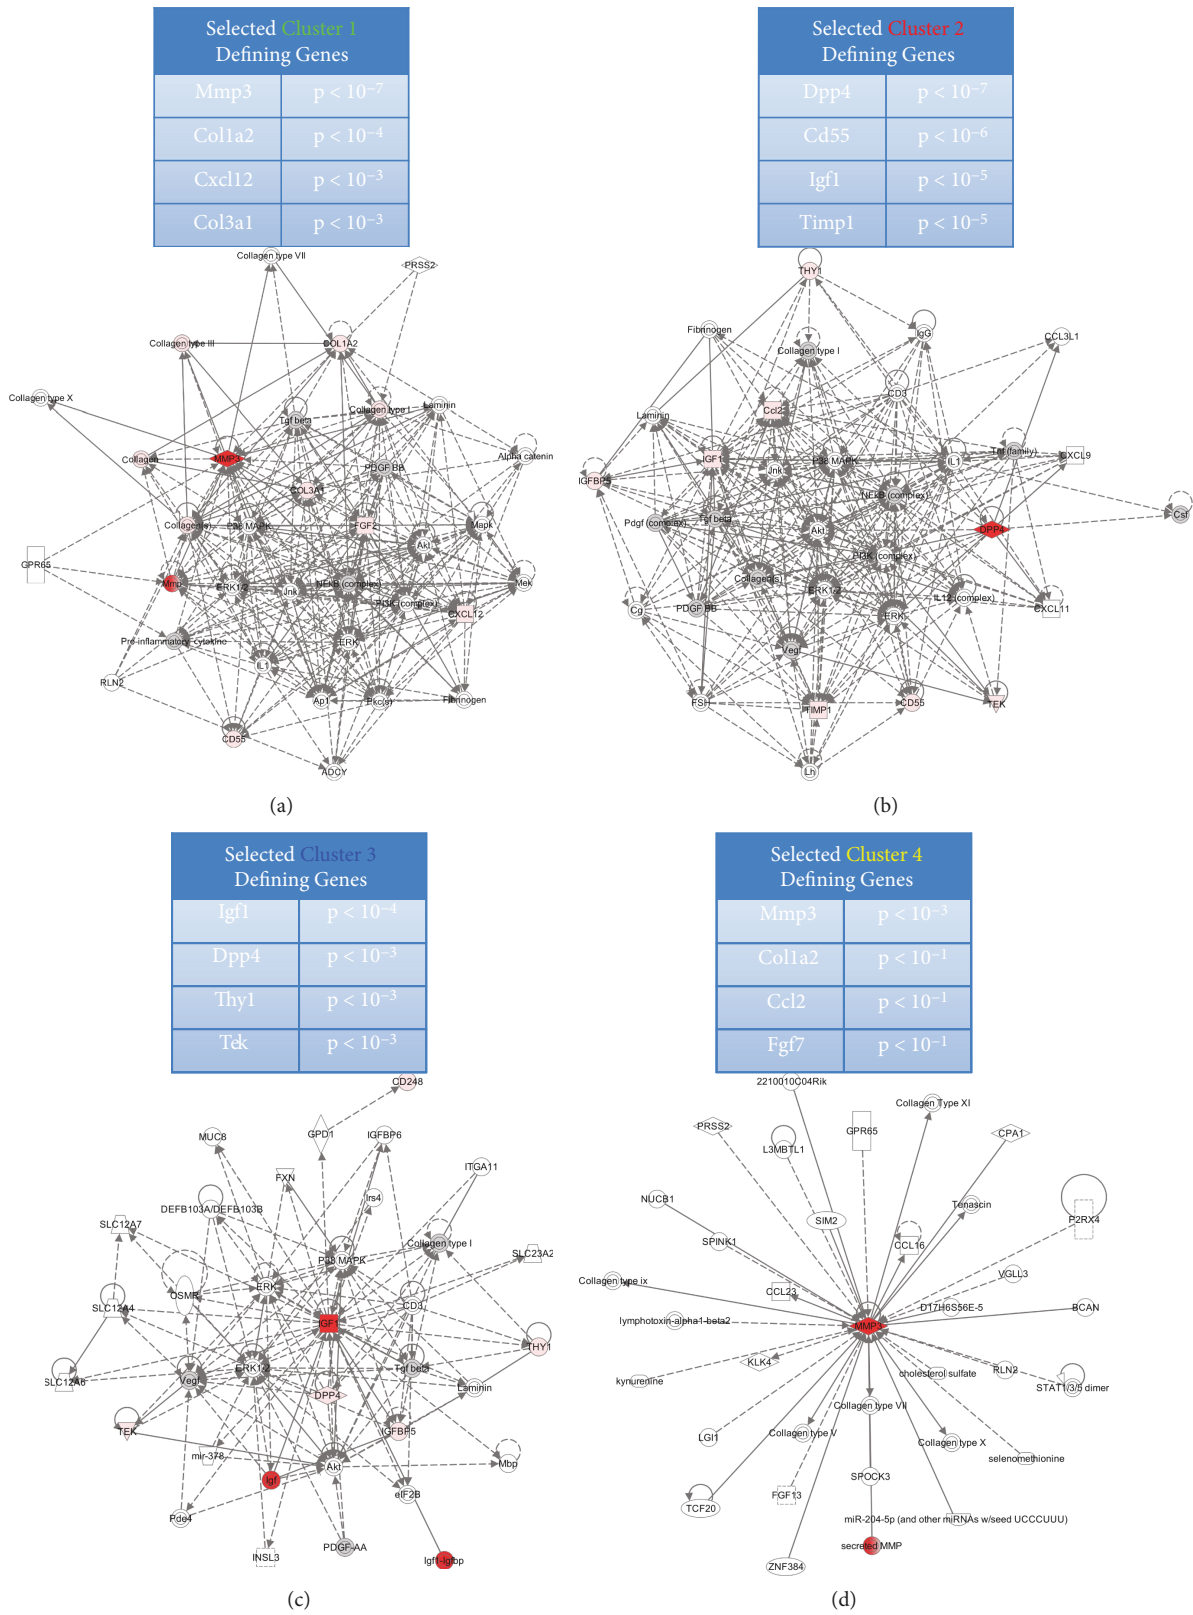 Selected Cluster 1
Defining Genes
Mmp3 p < 10⁻⁷
Col1a2 p < 10⁻⁴
Cxcl12 p < 10⁻³
Col3a1 p < 10⁻³
Collagen type VII
PRSS2
Collagen type III
COL1A2
Collagen type X
Collagen type I
Laminin
Tgf beta
Alpha catenin
Collagen
MMP3
PDGF BB
COL3A1
Collagen(s)
P38 MAPK
FGF2
Mapk
Akt
GPR65
Mmp
ERK1/2
Jnk
NFkB (complex)
Mek
PI3K (complex)
CXCL12
Pro-inflammatory cytokine
ERK
IL1
RLN2
Ap1
Pkc(s)
Fibrinogen
CD55
ADCY
(a)
Selected Cluster 2
Defining Genes
Dpp4 p < 10⁻⁷
Cd55 p < 10⁻⁶
Igf1 p < 10⁻⁵
Timp1 p < 10⁻⁵
THY1
Fibrinogen
IgG
CCL3L1
Collagen type I
CD3
Laminin
Ccl2
Tnf (family)
CXCL9
IGF1
P38 MAPK
IL1
IGFBP5
Jnk
NFkB (complex)
Csf
Pdgf (complex)
Tgf beta
Akt
DPP4
PI3K (complex)
Collagen(s)
ERK1/2
IL12 (complex)
Cg
PDGF BB
ERK
CXCL11
Vegf
FSH
TIMP1
CD55
TEK
Lh
(b)
Selected Cluster 3
Defining Genes
Igf1 p < 10⁻⁴
Dpp4 p < 10⁻³
Thy1 p < 10⁻³
Tek p < 10⁻³
CD248
MUC8
GPD1
IGFBP6
FXN
ITGA11
Irs4
DEFB103A/DEFB103B
SLC12A7
Collagen type I
SLC23A2
P38 MAPK
ERK
OSMR
SLC12A4
CD3
IGF1
THY1
ERK1/2
Tgf beta
SLC12A6
Vegf
Laminin
DPP4
TEK
IGFBP5
mir-378
Akt
Mbp
Igf
eIF2B
Pde4
INSL3
PDGF-AA
Igf1-Igfbp
(c)
Selected Cluster 4
Defining Genes
Mmp3 p < 10⁻³
Col1a2 p < 10⁻¹
Ccl2 p < 10⁻¹
Fgf7 p < 10⁻¹
2210010C04Rik
Collagen Type XI
PRSS2
GPR65
CPA1
L3MBTL1
NUCB1
Tenascin
SIM2
P2RX4
SPINK1
CCL16
Collagen type ix
VGLL3
CCL23
D17H6S56E-5
BCAN
lymphotoxin-alpha1-beta2
MMP3
KLK4
kynurenine
cholesterol sulfate
RLN2
STAT1/3/5 dimer
Collagen type VII
LGI1
Collagen type V
Collagen type X
selenomethionine
SPOCK3
FGF13
TCF20
miR-204-5p (and other miRNAs w/seed UCCCUUU)
secreted MMP
ZNF384
(d)